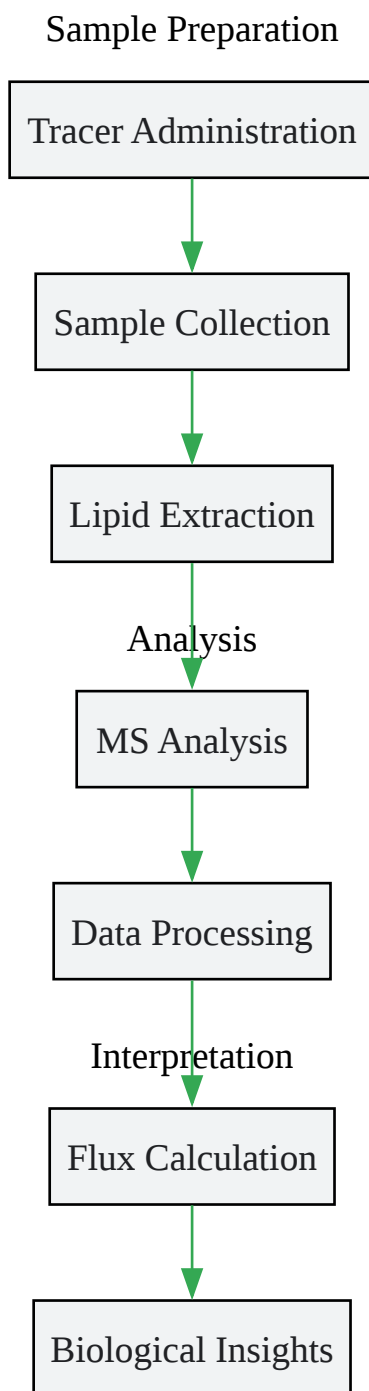 Sample Preparation
Tracer Administration
Sample Collection
Lipid Extraction
Analysis
MS Analysis
Data Processing
Interpretation
Flux Calculation
Biological Insights